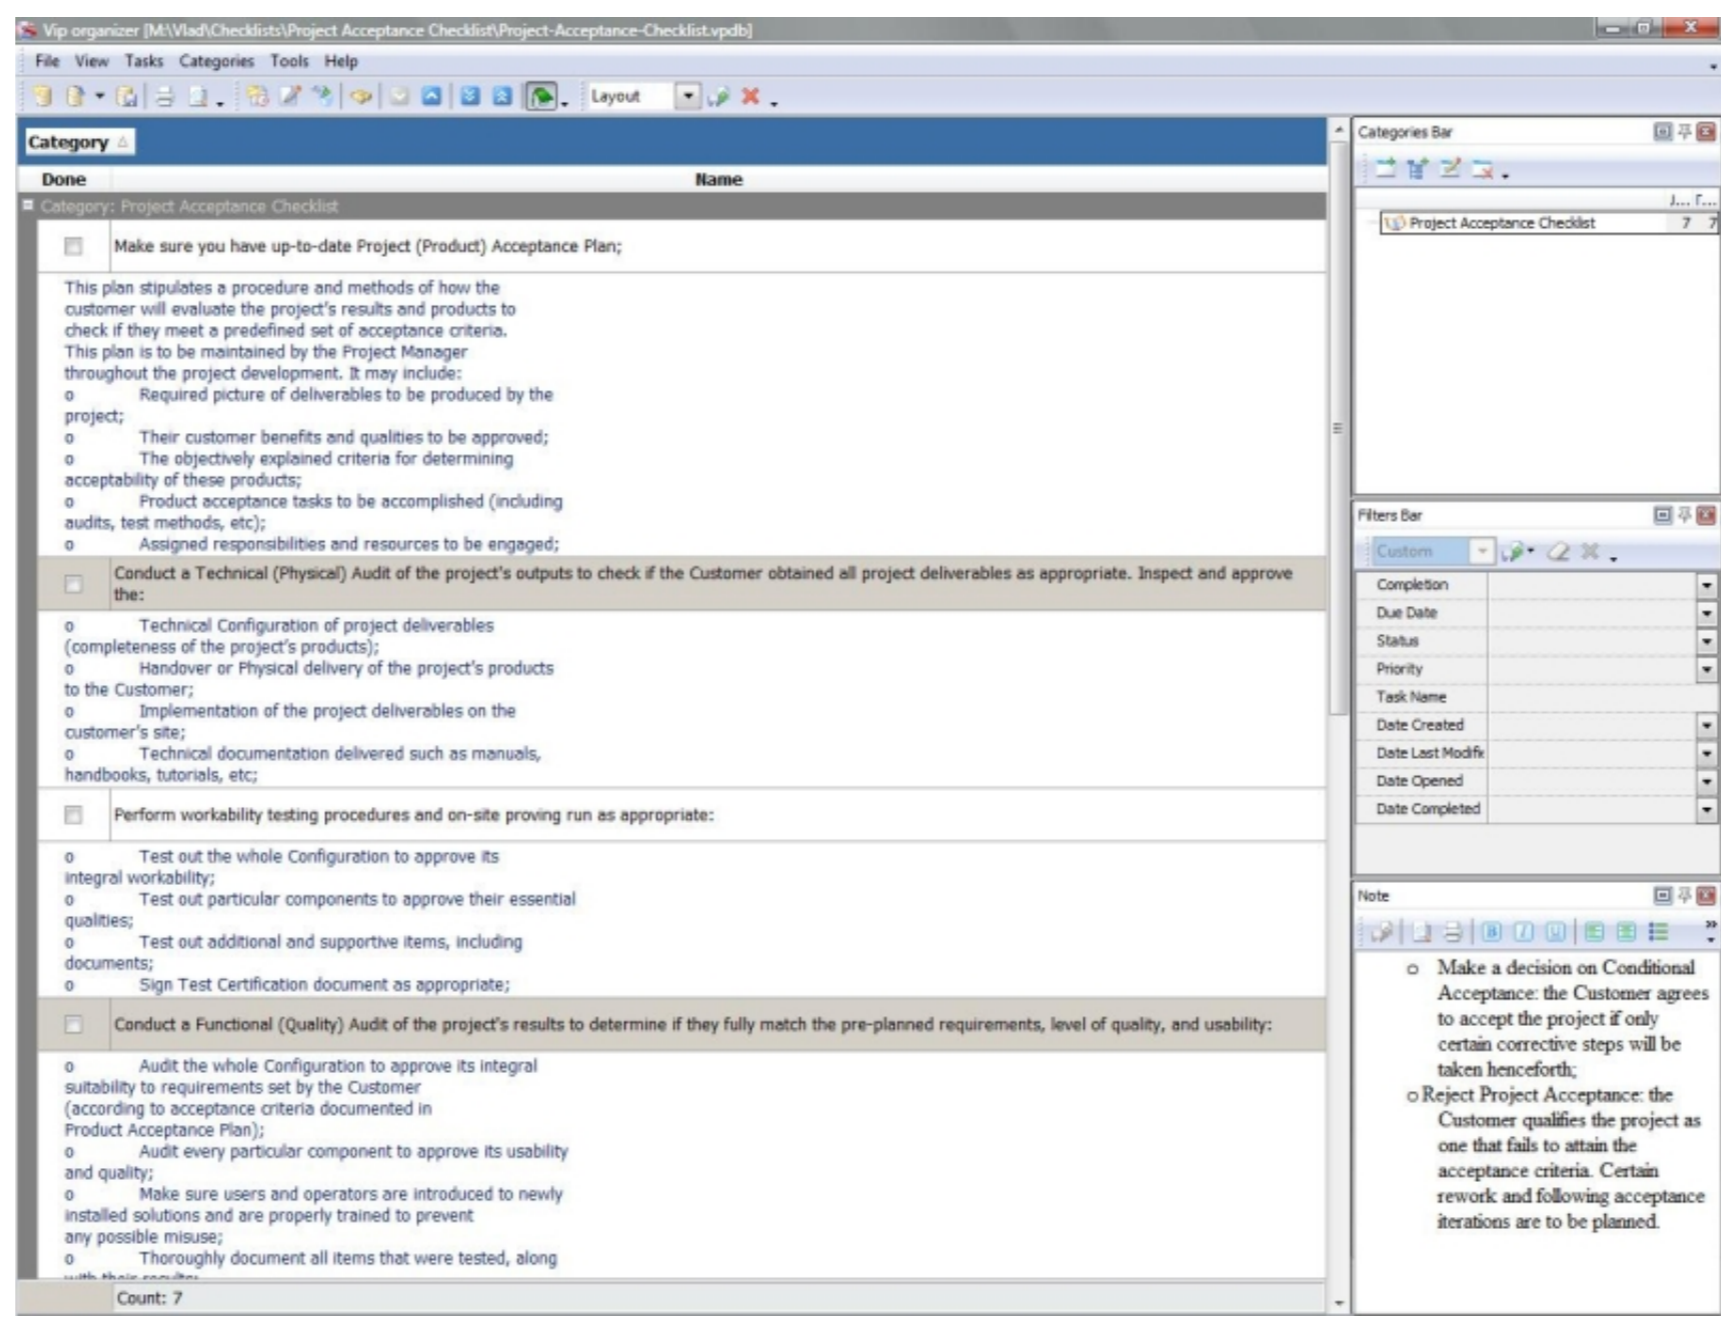 Vip organizer [M:\Vlad\Checklists\Project Acceptance Checklist\Project-Acceptance-Checklist.vpdb]
File View Tasks Categories Tools Help
Layout
Category
Done Name
Category: Project Acceptance Checklist
Make sure you have up-to-date Project (Product) Acceptance Plan;
This plan stipulates a procedure and methods of how the
customer will evaluate the project's results and products to
check if they meet a predefined set of acceptance criteria.
This plan is to be maintained by the Project Manager
throughout the project development. It may include:
o Required picture of deliverables to be produced by the
project;
o Their customer benefits and qualities to be approved;
o The objectively explained criteria for determining
acceptability of these products;
o Product acceptance tasks to be accomplished (including
audits, test methods, etc);
o Assigned responsibilities and resources to be engaged;
Conduct a Technical (Physical) Audit of the project's outputs to check if the Customer obtained all project deliverables as appropriate. Inspect and approve
the:
o Technical Configuration of project deliverables
(completeness of the project's products);
o Handover or Physical delivery of the project's products
to the Customer;
o Implementation of the project deliverables on the
customer's site;
o Technical documentation delivered such as manuals,
handbooks, tutorials, etc;
Perform workability testing procedures and on-site proving run as appropriate:
o Test out the whole Configuration to approve its
integral workability;
o Test out particular components to approve their essential
qualities;
o Test out additional and supportive items, including
documents;
o Sign Test Certification document as appropriate;
Conduct a Functional (Quality) Audit of the project's results to determine if they fully match the pre-planned requirements, level of quality, and usability:
o Audit the whole Configuration to approve its integral
suitability to requirements set by the Customer
(according to acceptance criteria documented in
Product Acceptance Plan);
o Audit every particular component to approve its usability
and quality;
o Make sure users and operators are introduced to newly
installed solutions and are properly trained to prevent
any possible misuse;
o Thoroughly document all items that were tested, along
with their results;
Count: 7
Categories Bar
Project Acceptance Checklist 7 7
Filters Bar
Custom
Completion
Due Date
Status
Priority
Task Name
Date Created
Date Last Modifie
Date Opened
Date Completed
Note
B I U
o Make a decision on Conditional
Acceptance: the Customer agrees
to accept the project if only
certain corrective steps will be
taken henceforth;
o Reject Project Acceptance: the
Customer qualifies the project as
one that fails to attain the
acceptance criteria. Certain
rework and following acceptance
iterations are to be planned.